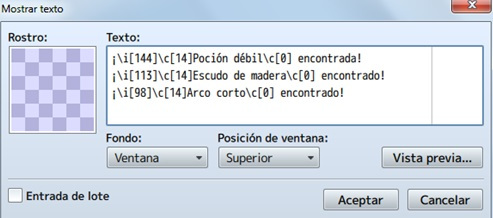 Mostrar texto
Rostro:
Texto:
¡\i[144]\c[14]Poción débil\c[0] encontrada!
¡\i[113]\c[14]Escudo de madera\c[0] encontrado!
¡\i[98]\c[14]Arco corto\c[0] encontrado!
Fondo:
Posición de ventana:
Ventana
Superior
Vista previa...
Entrada de lote
Aceptar
Cancelar